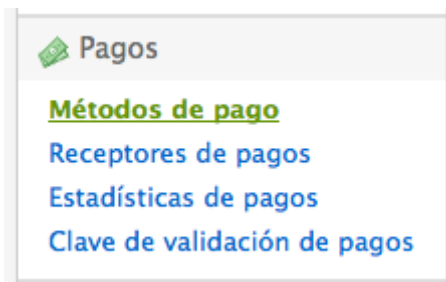 Pagos
Métodos de pago
Receptores de pagos
Estadísticas de pagos
Clave de validación de pagos